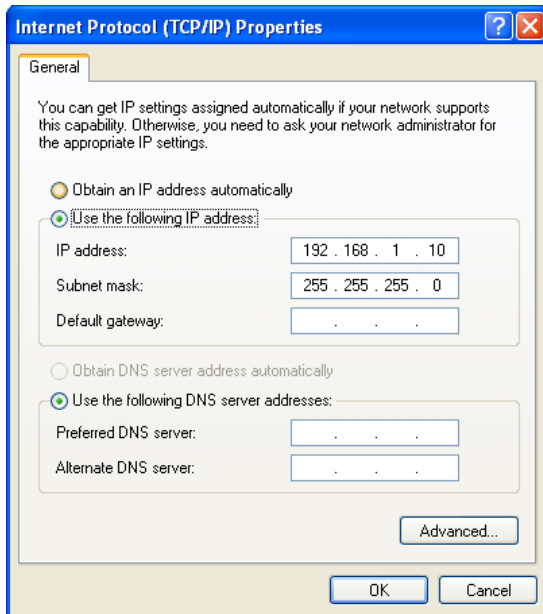 Internet Protocol (TCP/IP) Properties
General
You can get IP settings assigned automatically if your network supports
this capability. Otherwise, you need to ask your network administrator for
the appropriate IP settings.
Obtain an IP address automatically
Use the following IP address:
IP address: 192 . 168 . 1 . 10
Subnet mask: 255 . 255 . 255 . 0
Default gateway: . . .
Obtain DNS server address automatically
Use the following DNS server addresses:
Preferred DNS server: . . .
Alternate DNS server: . . .
Advanced...
OK Cancel